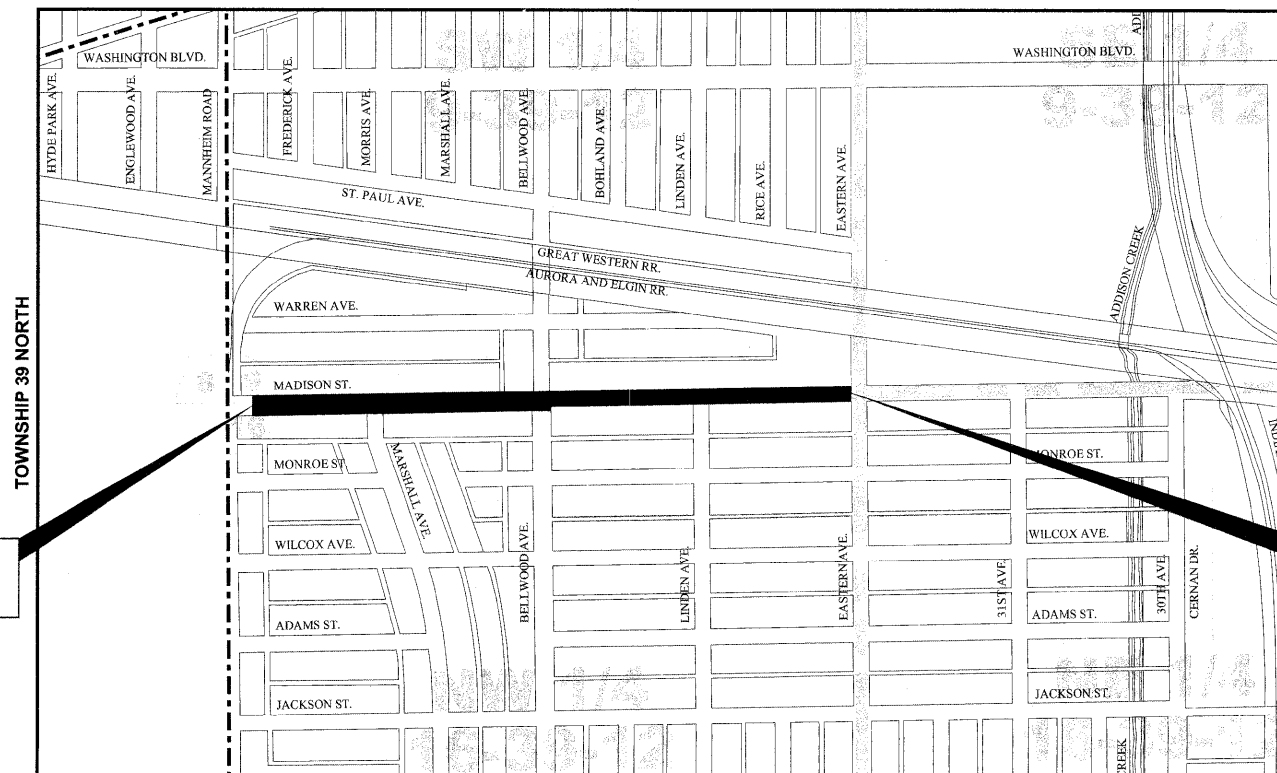 WASHINGTON BLVD.
WASHINGTON BLVD.
HYDE PARK AVE.
ENGLEWOOD AVE.
MANNHEIM ROAD
FREDERICK AVE.
MORRIS AVE.
MARSHALL AVE.
BELLWOOD AVE.
BOHLAND AVE.
LINDEN AVE.
RICE AVE.
EASTERN AVE.
ST. PAUL AVE.
GREAT WESTERN RR.
AURORA AND ELGIN RR.
ADDISON CREEK
TOWNSHIP 39 NORTH
WARREN AVE.
MADISON ST.
MONROE ST.
MARSHALL AVE.
MONROE ST.
WILCOX AVE.
BELLWOOD AVE.
LINDEN AVE.
EASTERN AVE.
31ST AVE.
WILCOX AVE.
30TH AVE.
CERNAN DR.
ADAMS ST.
ADAMS ST.
JACKSON ST.
JACKSON ST.